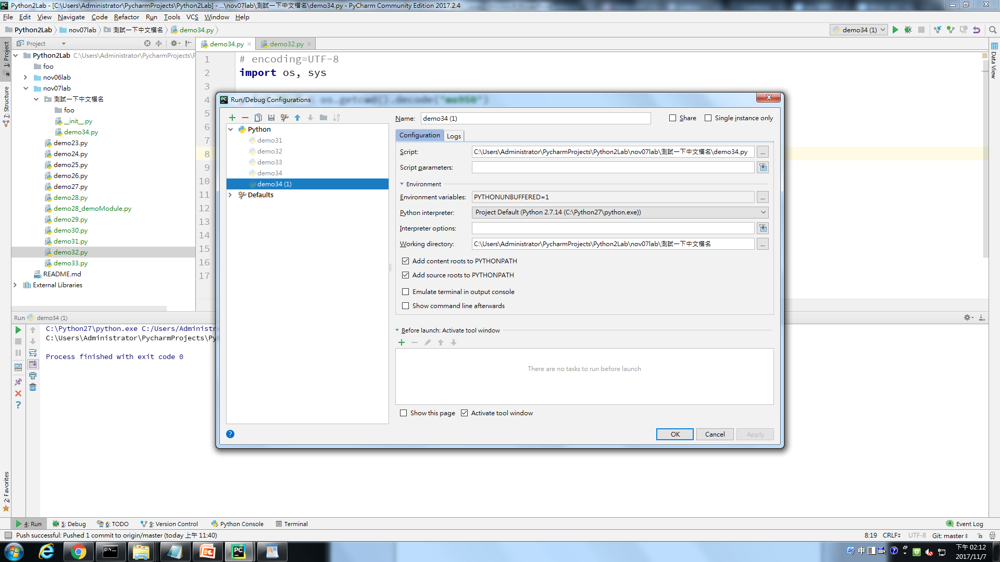 Python2Lab - [C:\Users\Administrator\PycharmProjects\Python2Lab] - ...\nov07lab\測試一下中文檔名\demo34.py - PyCharm Community Edition 2017.2.4
File Edit View Navigate Code Refactor Run Tools VCS Window Help
Python2Lab nov07lab 測試一下中文檔名 demo34.py
demo34 (1)
Project
demo34.py
demo32.py
1: Project
7: Structure
2: Favorites
Data View
Python2Lab C:\Users\Administrator\PycharmProjects\P
foo
nov06lab
nov07lab
測試一下中文檔名
foo
__init__.py
demo34.py
demo23.py
demo24.py
demo25.py
demo26.py
demo27.py
demo28.py
demo28_demoModule.py
demo29.py
demo30.py
demo31.py
demo32.py
demo33.py
README.md
External Libraries
1 # encoding=UTF-8
2 import os, sys
3
4 os.getcwd().decode('ms950')
5
6
7
8
9
10
11
12
13
14
15
16
17
Run/Debug Configurations
Python
demo31
demo32
demo33
demo34
demo34 (1)
Defaults
Name: demo34 (1)
Share
Single instance only
Configuration
Logs
Script: C:\Users\Administrator\PycharmProjects\Python2Lab\nov07lab\測試一下中文檔名\demo34.py ...
Script parameters:
Environment
Environment variables: PYTHONUNBUFFERED=1 ...
Python interpreter: Project Default (Python 2.7.14 (C:\Python27\python.exe))
Interpreter options:
Working directory: C:\Users\Administrator\PycharmProjects\Python2Lab\nov07lab\測試一下中文檔名 ...
Add content roots to PYTHONPATH
Add source roots to PYTHONPATH
Emulate terminal in output console
Show command line afterwards
Before launch: Activate tool window
There are no tasks to run before launch
Show this page
Activate tool window
OK
Cancel
Apply
Run demo34 (1)
C:\Python27\python.exe C:/Users/Administr
C:\Users\Administrator\PycharmProjects\Py
Process finished with exit code 0
4: Run 5: Debug 6: TODO 9: Version Control Python Console Terminal
4 Event Log
Push successful: Pushed 1 commit to origin/master (today 上午 11:40)
8:19 CRLF UTF-8 Git: master
中
下午 02:12
2017/11/7